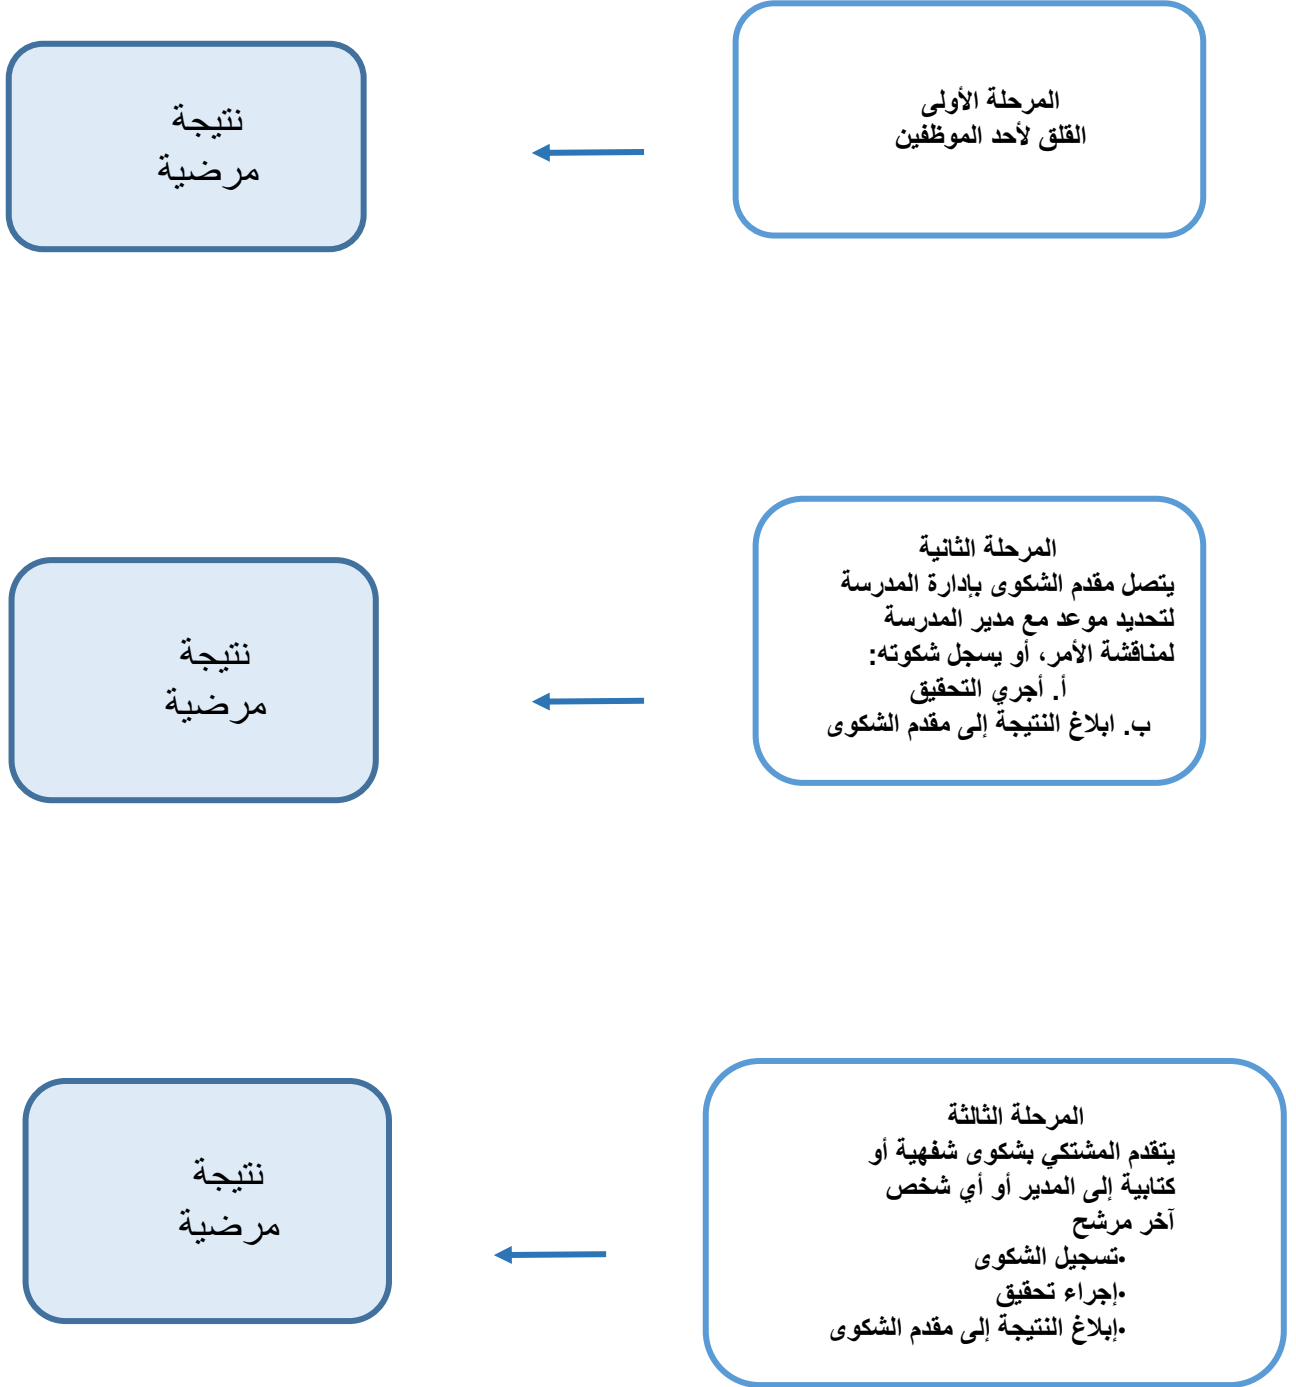 المرحلة الأولى
القلق لأحد الموظفين
نتيجة
مرضية
المرحلة الثانية
يتصل مقدم الشكوى بإدارة المدرسة
لتحديد موعد مع مدير المدرسة
لمناقشة الأمر، أو يسجل شكوته:
أ. أجري التحقيق
ب. ابلاغ النتيجة إلى مقدم الشكوى
نتيجة
مرضية
المرحلة الثالثة
يتقدم المشتكي بشكوى شفهية أو
كتابية إلى المدير أو أي شخص
آخر مرشح
•تسجيل الشكوى
•إجراء تحقيق
•إبلاغ النتيجة إلى مقدم الشكوى
نتيجة
مرضية